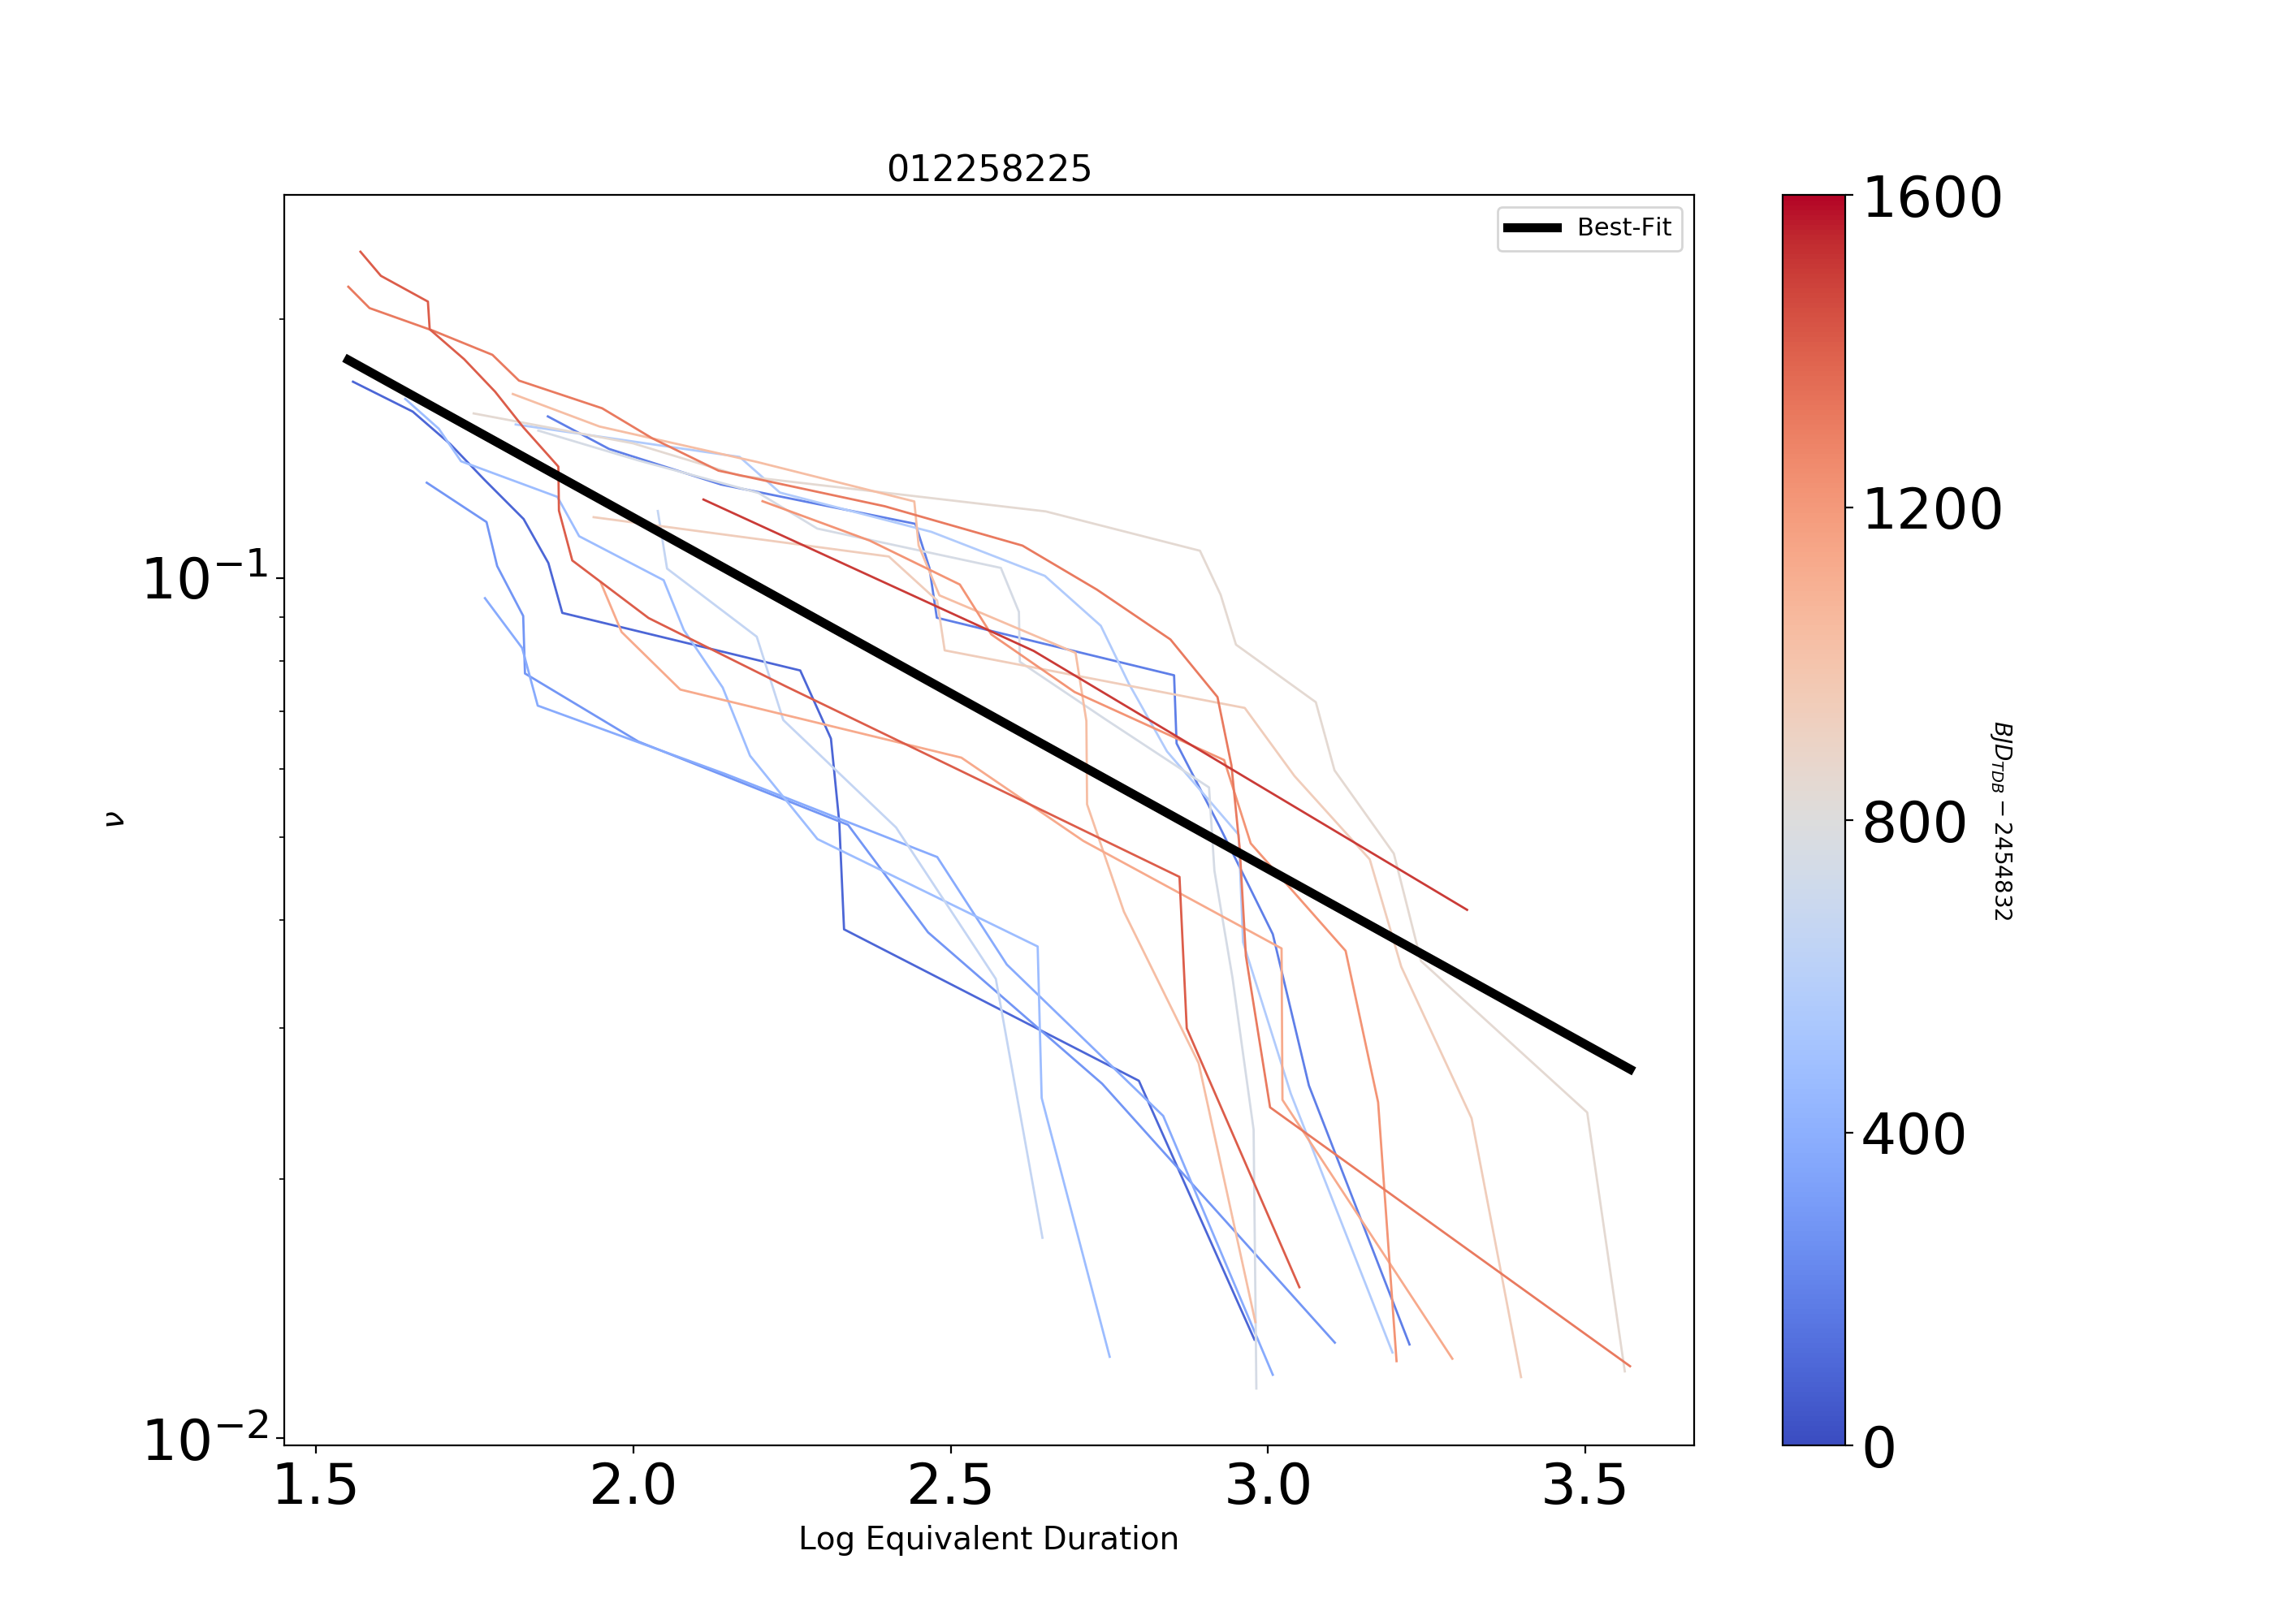 012258225
Best-Fit
ν
10⁻¹
10⁻²
1.5 2.0 2.5 3.0 3.5
Log Equivalent Duration
1600
1200
800
400
0
BJD_TDB − 2454832